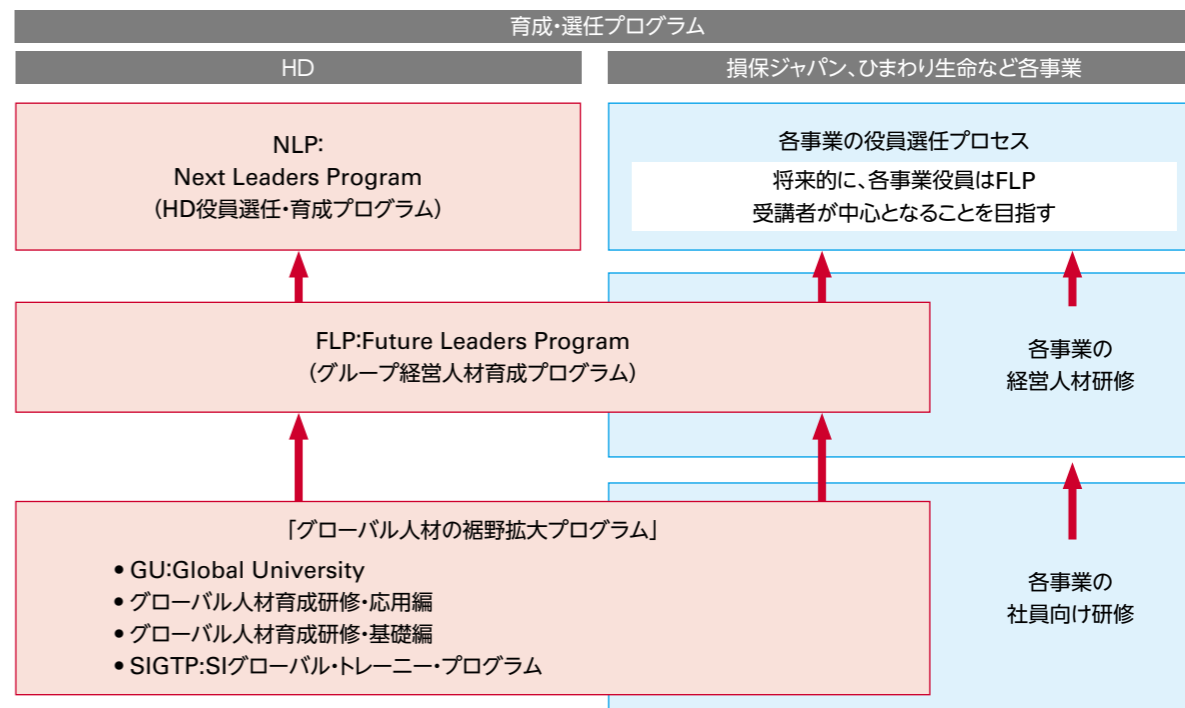 育成・選任プログラム
HD
損保ジャパン、ひまわり生命など各事業
NLP:
Next Leaders Program
（HD役員選任・育成プログラム）
各事業の役員選任プロセス
将来的に、各事業役員はFLP
受講者が中心となることを目指す
FLP:Future Leaders Program
（グループ経営人材育成プログラム）
各事業の
経営人材研修
「グローバル人材の裾野拡大プログラム」
• GU:Global University
• グローバル人材育成研修・応用編
• グローバル人材育成研修・基礎編
• SIGTP:SIグローバル・トレーニー・プログラム
各事業の
社員向け研修